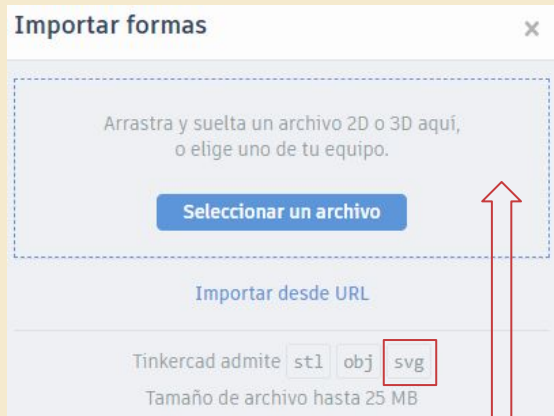 Importar formas ×
Arrastra y suelta un archivo 2D o 3D aquí,
o elige uno de tu equipo.
Seleccionar un archivo
Importar desde URL
Tinkercad admite stl obj svg
Tamaño de archivo hasta 25 MB